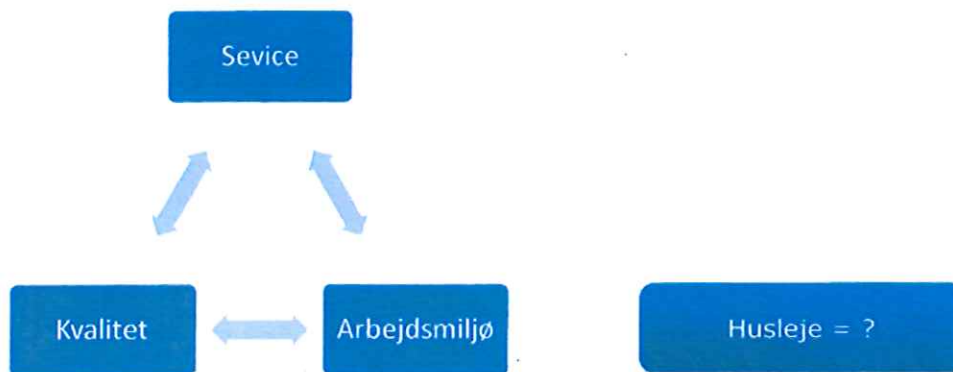 Sevice
Kvalitet
Arbejdsmiljø
Husleje = ?